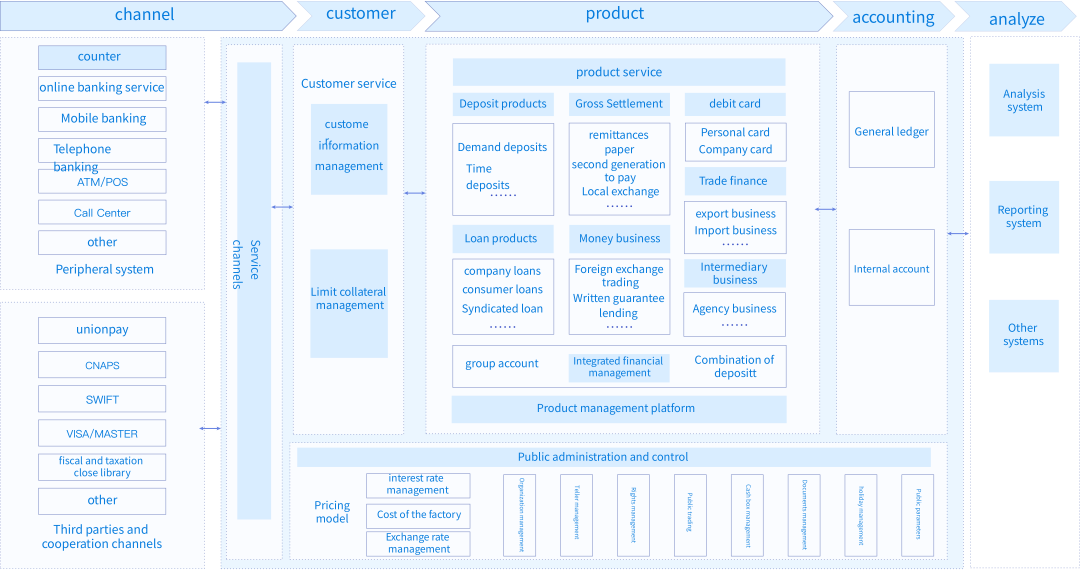 channel
customer
product
accounting
analyze
counter
online banking service
Mobile banking
Telephone
banking
ATM/POS
Call Center
other
Peripheral system
unionpay
CNAPS
SWIFT
VISA/MASTER
fiscal and taxation
close library
other
Third parties and
cooperation channels
Service
channels
Customer service
custome
information
management
Limit collateral
management
product service
Deposit products
Gross Settlement
debit card
Demand deposits
Time
deposits
......
remittances
paper
second generation
to pay
Local exchange
......
Personal card
Company card
Trade finance
export business
Import business
......
Loan products
Money business
Intermediary
business
company loans
consumer loans
Syndicated loan
......
Foreign exchange
trading
Written guarantee
lending
......
Agency business
......
group account
Integrated financial
management
Combination of
depositt
Product management platform
General ledger
Internal account
Analysis
system
Reporting
system
Other
systems
Public administration and control
Pricing
model
interest rate
management
Cost of the factory
Exchange rate
management
Organization management
Teller management
Rights management
Public trading
Cash box management
Documents management
holiday management
Public parameters